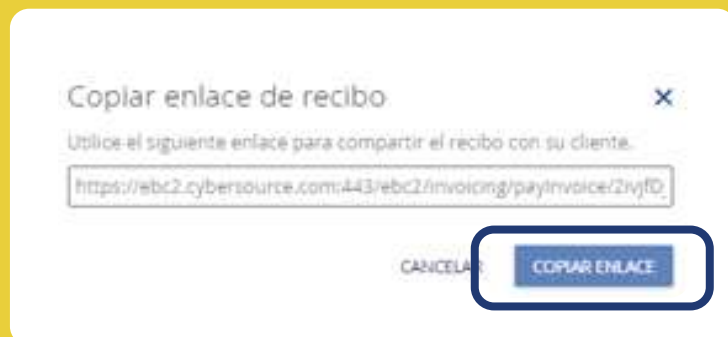 Copiar enlace de recibo
Utilice el siguiente enlace para compartir el recibo con su cliente.
https://ebc2.cybersource.com:443/ebc2/invoicing/payInvoice/2ivjfD_
CANCELAR
COPIAR ENLACE